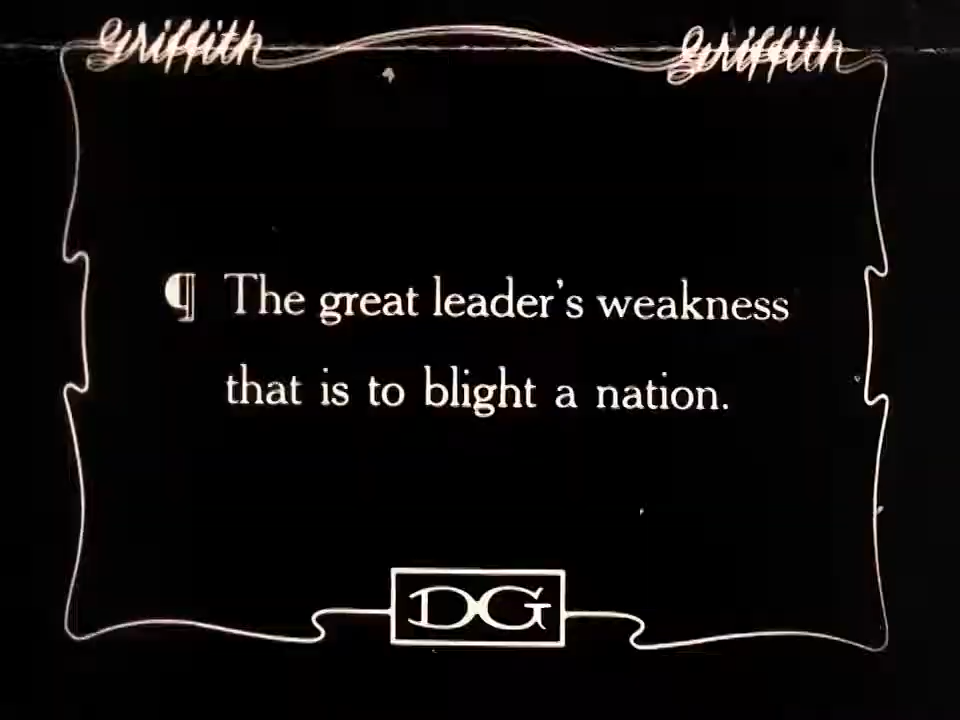 Griffith Griffith
¶ The great leader's weakness
that is to blight a nation.
DG